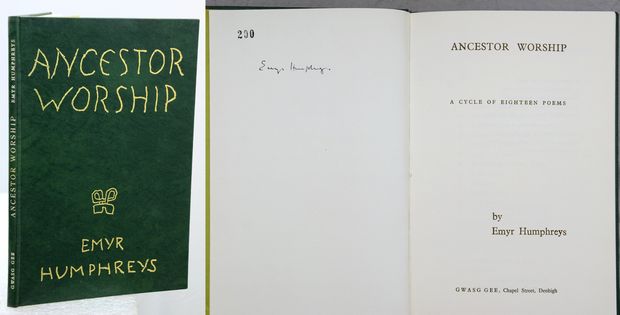 EMYR HUMPHREYS
ANCESTOR WORSHIP
GWASG GEE
ANCESTOR
WORSHIP
EMYR
HUMPHREYS
200
Emyr Humphreys.
ANCESTOR WORSHIP
A CYCLE OF EIGHTEEN POEMS
by
Emyr Humphreys
GWASG GEE, Chapel Street, Denbigh